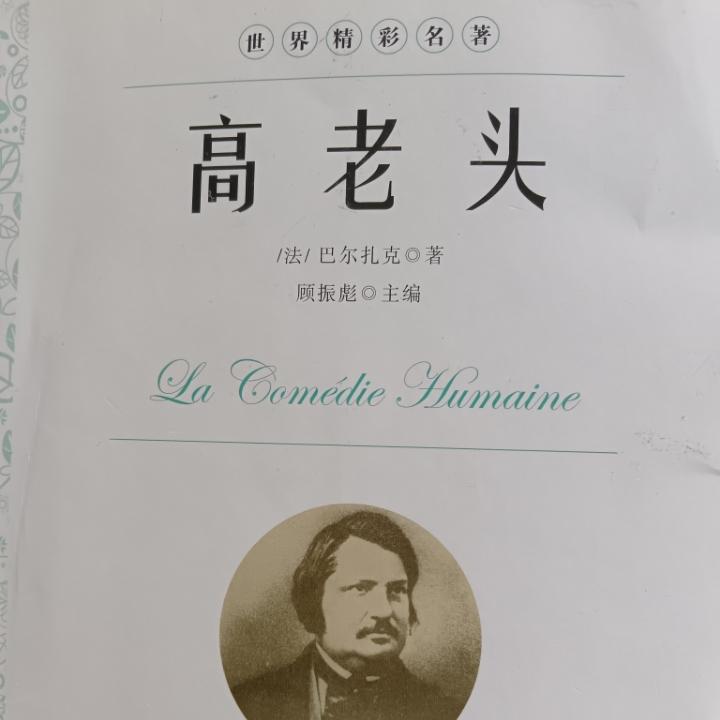 世界精彩名著
高老头
/法/ 巴尔扎克◎著
顾振彪◎主编
La Comédie Humaine